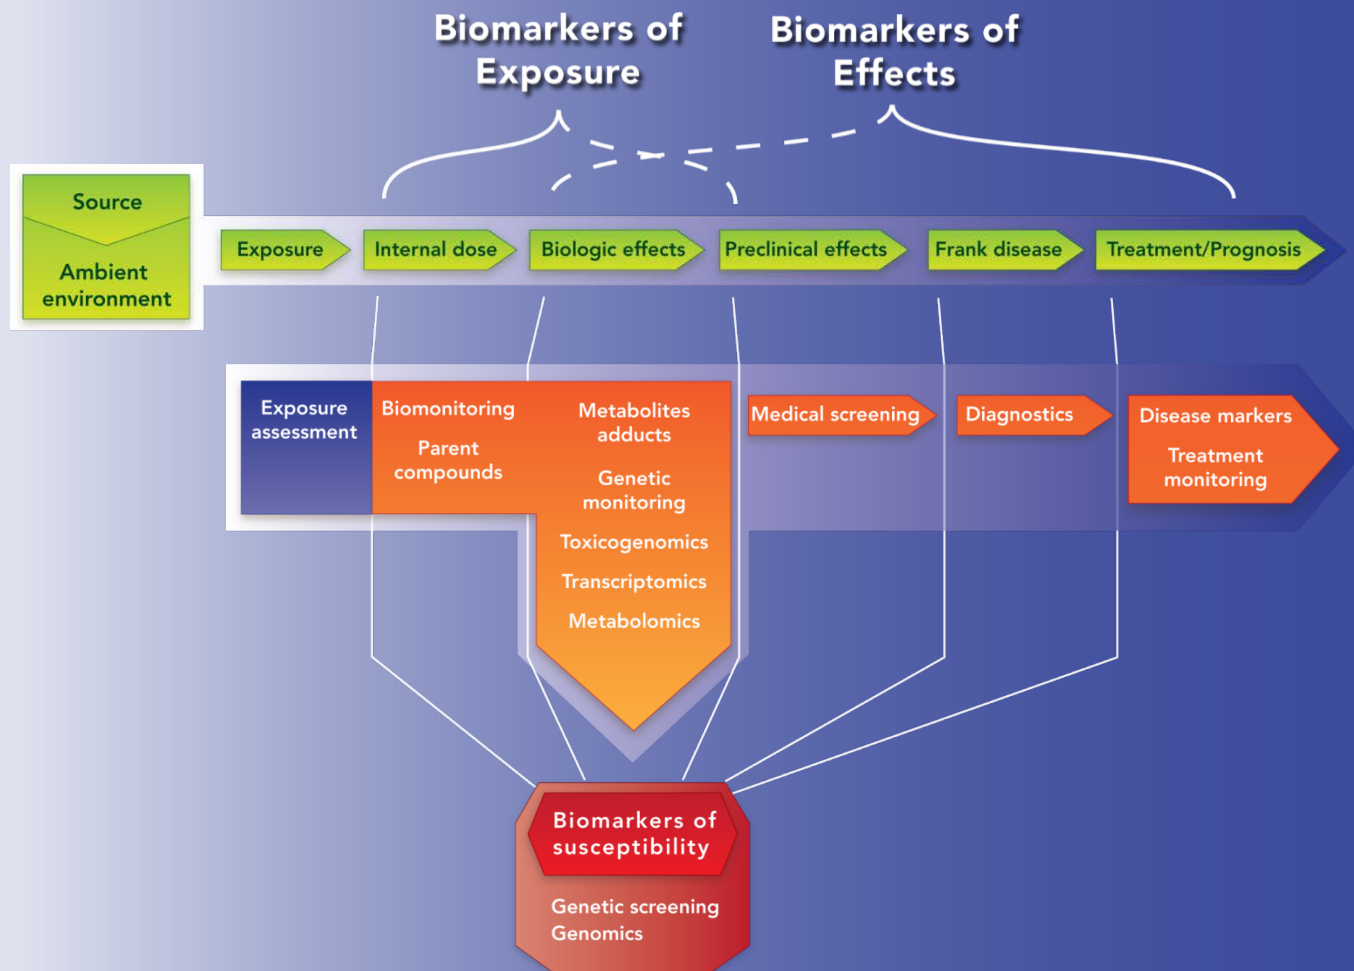 Biomarkers of
Exposure
Biomarkers of
Effects
Source
Ambient
environment
Exposure
Internal dose
Biologic effects
Preclinical effects
Frank disease
Treatment/Prognosis
Exposure
assessment
Biomonitoring
Parent
compounds
Metabolites
adducts
Genetic
monitoring
Toxicogenomics
Transcriptomics
Metabolomics
Medical screening
Diagnostics
Disease markers
Treatment
monitoring
Biomarkers of
susceptibility
Genetic screening
Genomics